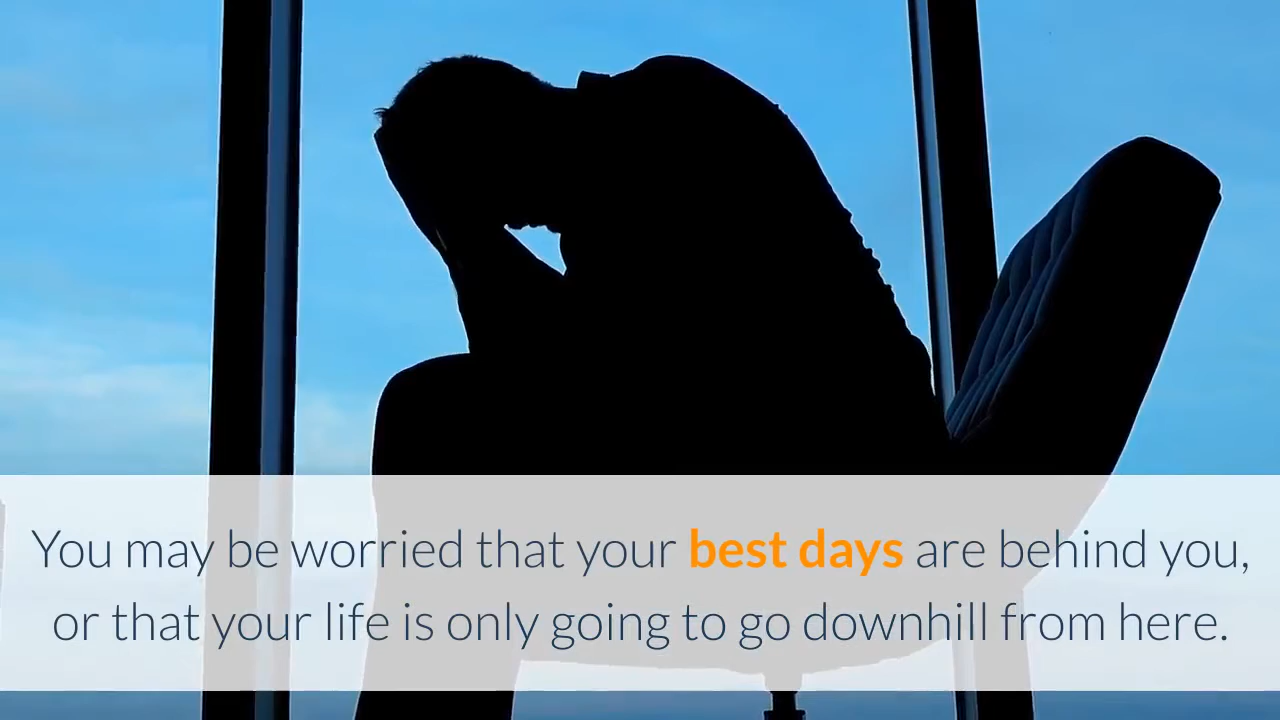 You may be worried that your best days are behind you,
or that your life is only going to go downhill from here.